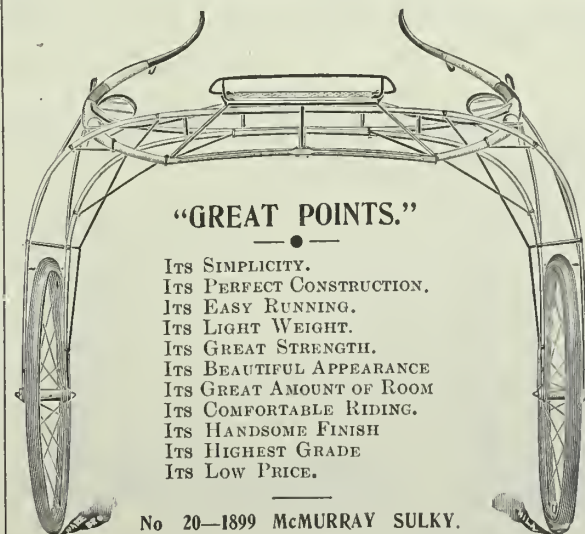 "GREAT POINTS."
ITS SIMPLICITY.
ITS PERFECT CONSTRUCTION.
ITS EASY RUNNING.
ITS LIGHT WEIGHT.
ITS GREAT STRENGTH.
ITS BEAUTIFUL APPEARANCE
ITS GREAT AMOUNT OF ROOM
ITS COMFORTABLE RIDING.
ITS HANDSOME FINISH
ITS HIGHEST GRADE
ITS LOW PRICE.
No 20—1899 McMURRAY SULKY.